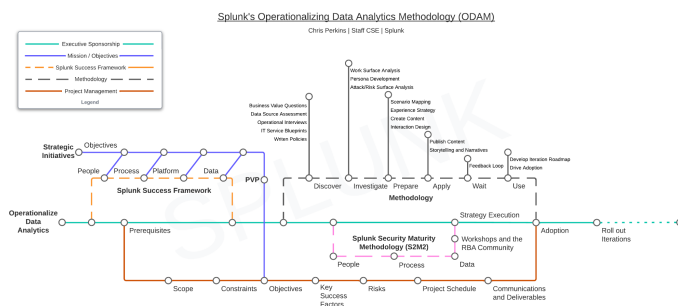 Splunk's Operationalizing Data Analytics Methodology (ODAM)
Chris Perkins | Staff CSE | Splunk
Executive Sponsorship
Mission / Objectives
Splunk Success Framework
Methodology
Project Management
Legend
Work Surface Analysis
Persona Development
Attack/Risk Surface Analysis
Business Value Questions
Data Source Assessment
Operational Interviews
IT Service Blueprints
Written Policies
Scenario Mapping
Experience Strategy
Create Content
Interaction Design
Publish Content
Storytelling and Narratives
Feedback Loop
Develop Iteration Roadmap
Drive Adoption
Strategic
Initiatives
Objectives
People
Process
Platform
Data
Splunk Success Framework
PVP
Discover
Investigate
Prepare
Apply
Wait
Use
Methodology
Operationalize
Data
Analytics
Prerequisites
Strategy Execution
Adoption
Roll out
Iterations
Splunk Security Maturity
Methodology (S2M2)
Workshops and the
RBA Community
People
Process
Data
Scope
Constraints
Objectives
Key
Success
Factors
Risks
Project Schedule
Communications
and Deliverables
SPLUNK